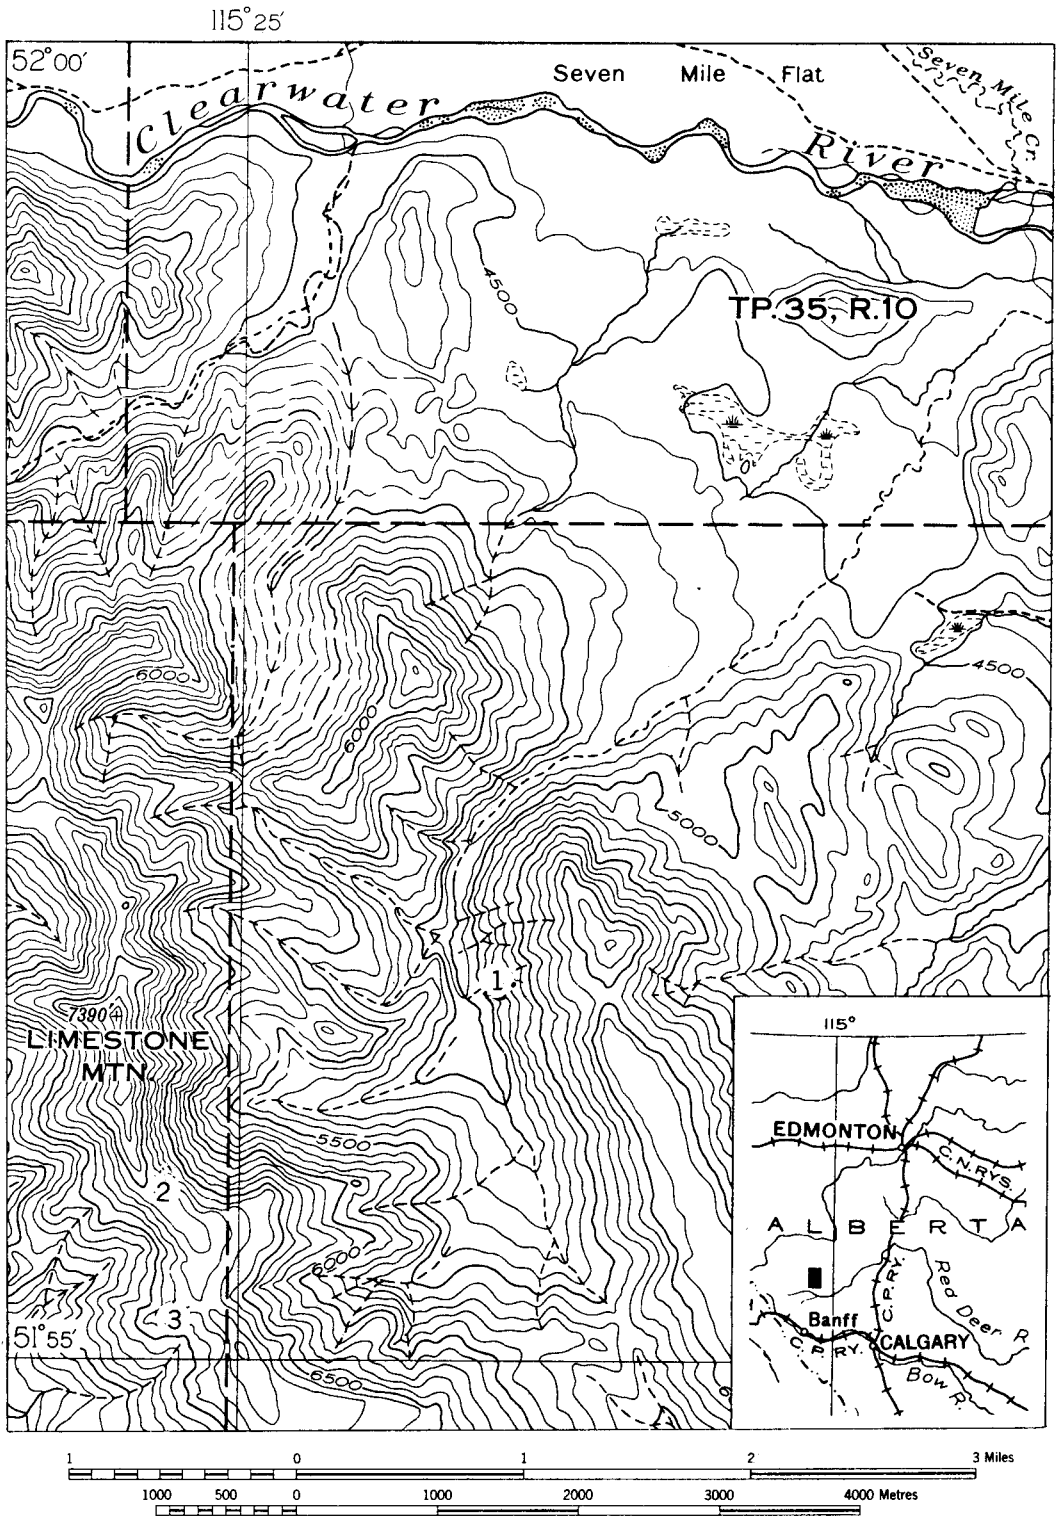 115°25′
52°00′
Seven Mile Flat
Seven Mile Cr.
Clearwater River
4500
TP. 35, R. 10
6000
6000
4500
5000
1
7390
LIMESTONE
MTN.
5500
2
6000
3
51°55′
6500
115°
EDMONTON
C.N.RYS.
ALBERTA
C.P.RY.
Red Deer R.
Banff
C.P.RY.
CALGARY
Bow R.
1 0 1 2 3 Miles
1000 500 0 1000 2000 3000 4000 Metres